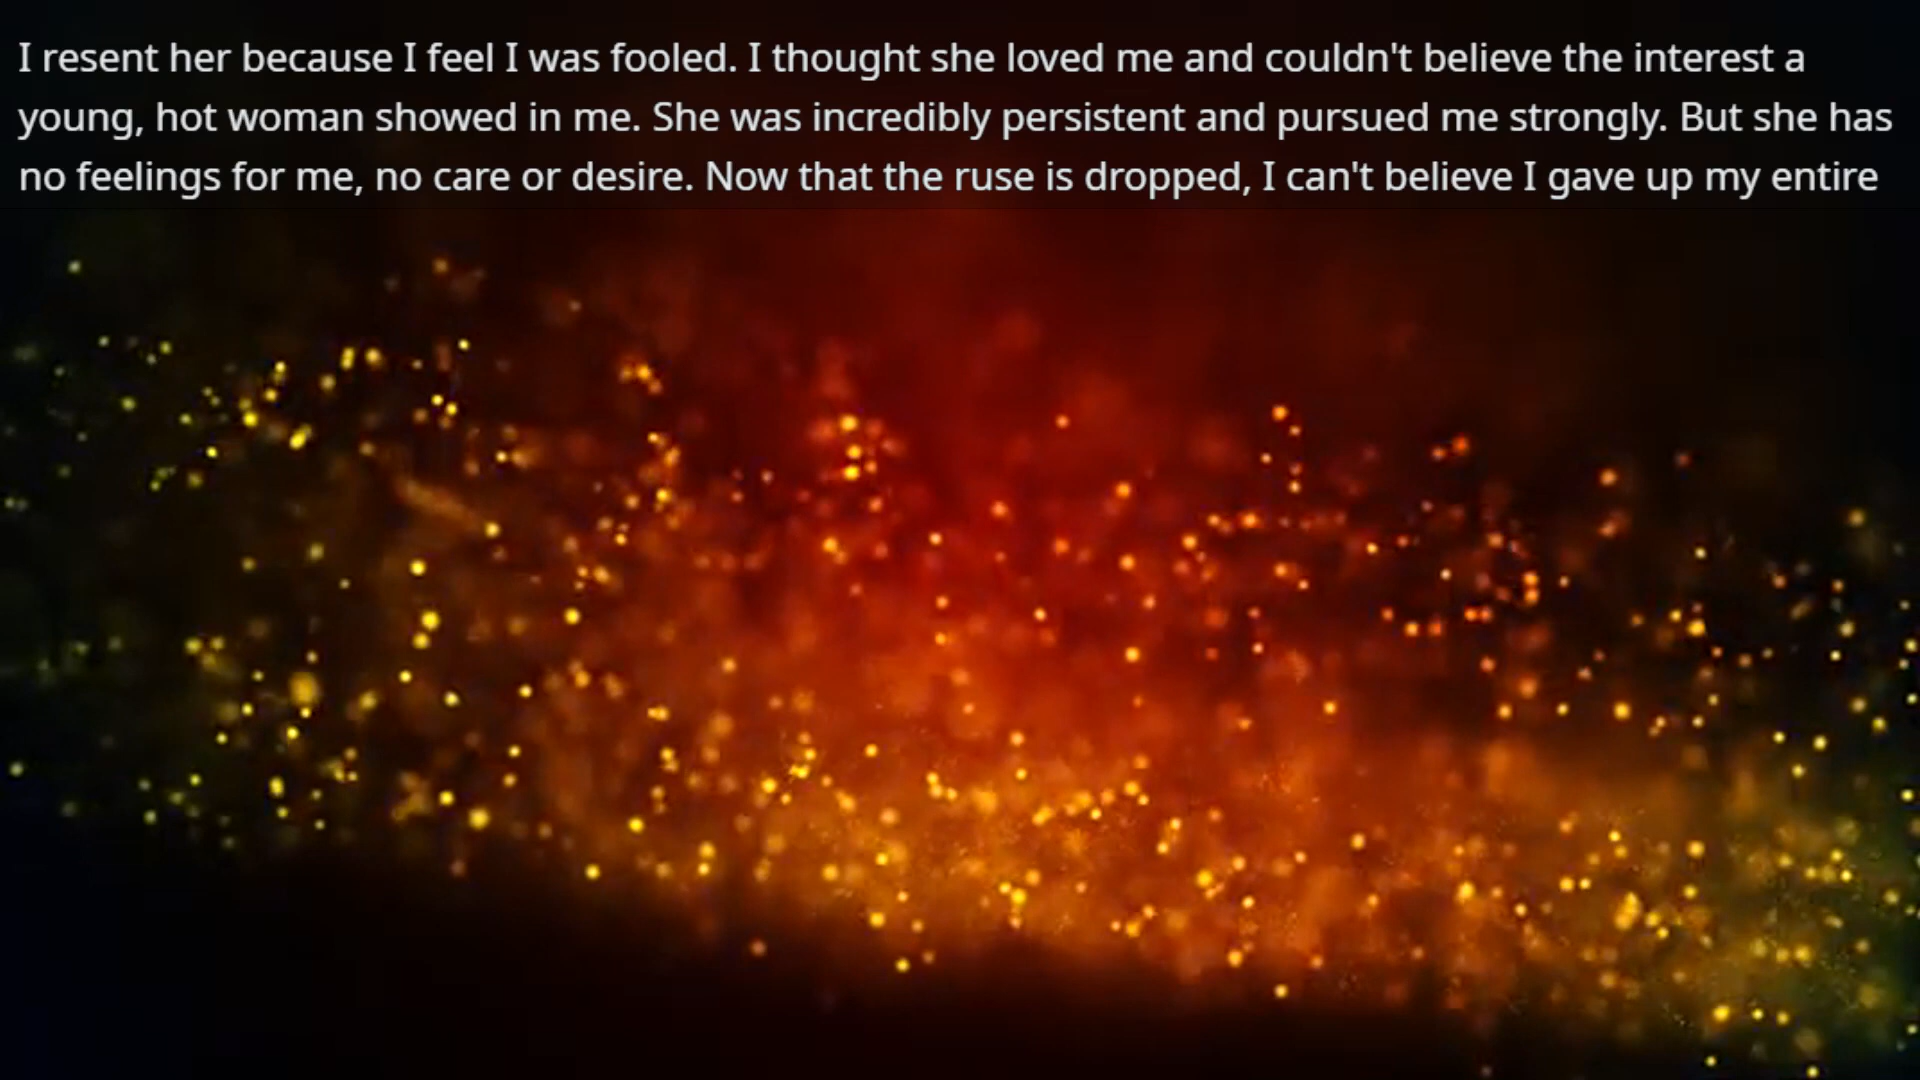 I resent her because I feel I was fooled. I thought she loved me and couldn't believe the interest a
young, hot woman showed in me. She was incredibly persistent and pursued me strongly. But she has
no feelings for me, no care or desire. Now that the ruse is dropped, I can't believe I gave up my entire